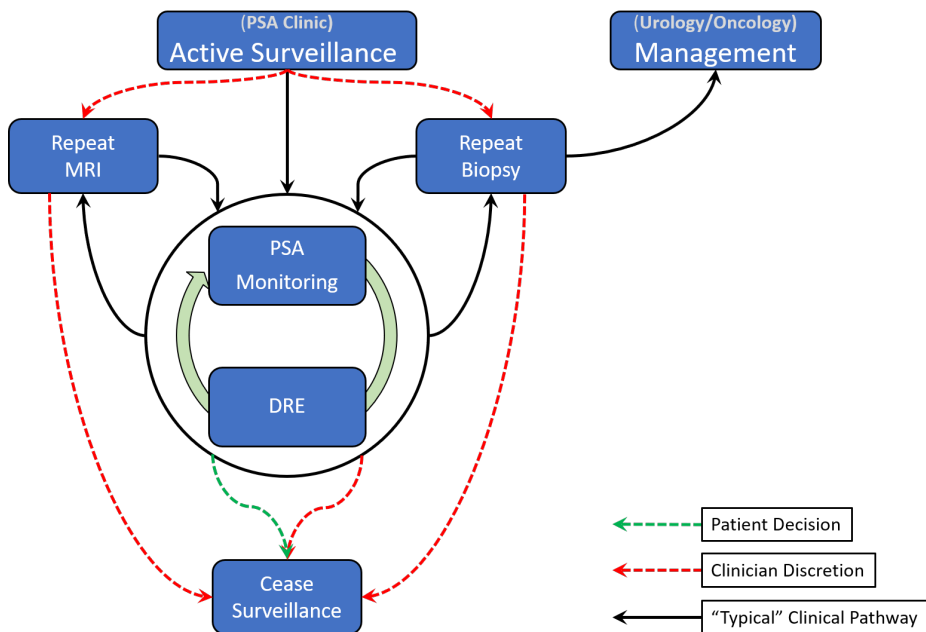 (PSA Clinic)
Active Surveillance
(Urology/Oncology)
Management
Repeat
MRI
Repeat
Biopsy
PSA
Monitoring
DRE
Cease
Surveillance
Patient Decision
Clinician Discretion
“Typical” Clinical Pathway